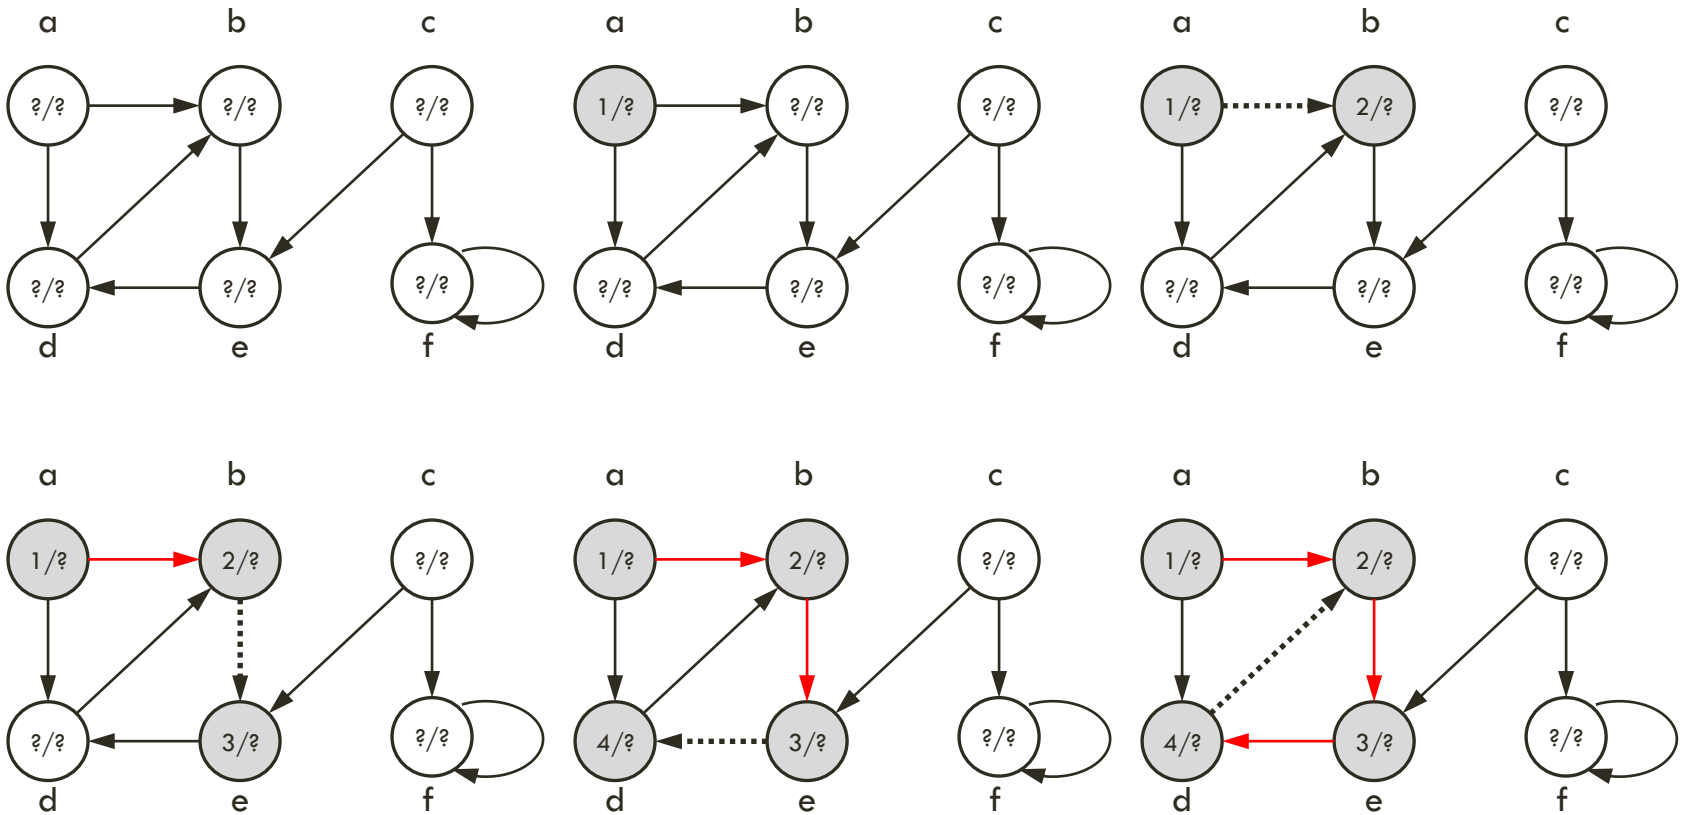 a b c a b c a b c
?/? ?/? ?/? 1/? ?/? ?/? 1/? 2/? ?/?
?/? ?/? ?/? ?/? ?/? ?/? ?/? ?/? ?/?
d e f d e f d e f
a b c a b c a b c
1/? 2/? ?/? 1/? 2/? ?/? 1/? 2/? ?/?
?/? 3/? ?/? 4/? 3/? ?/? 4/? 3/? ?/?
d e f d e f d e f